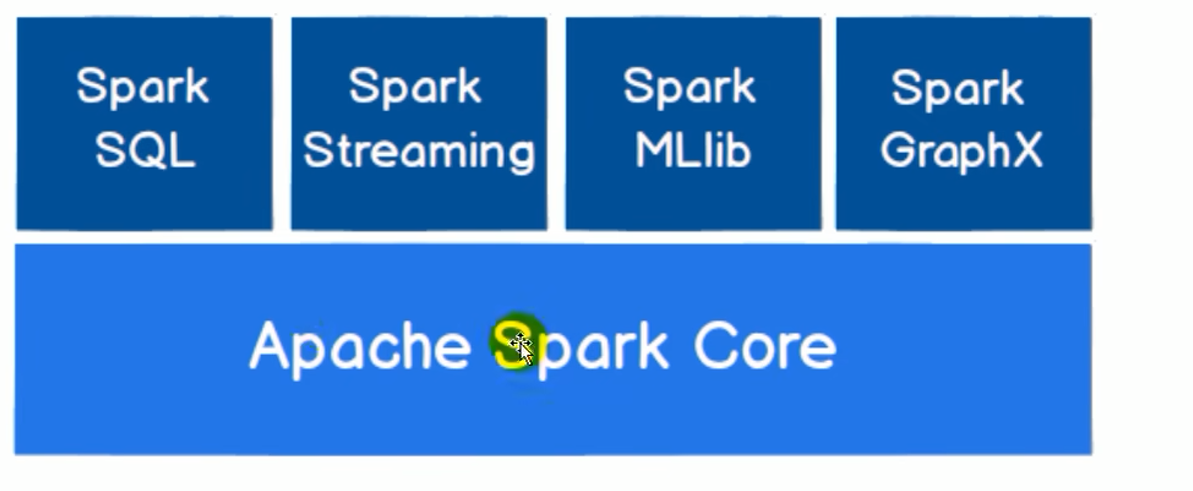 Spark
SQL
Spark
Streaming
Spark
MLlib
Spark
GraphX
Apache Spark Core